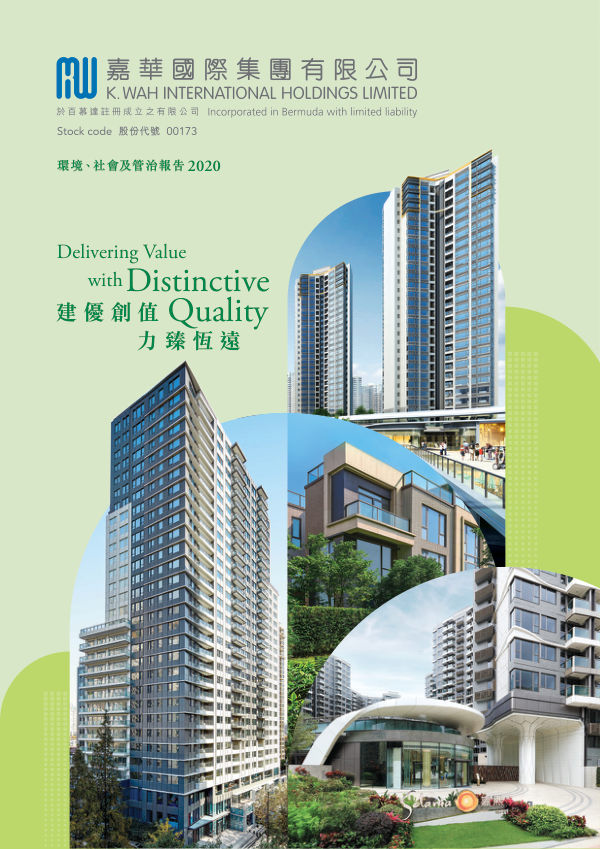 嘉華國際集團有限公司
K. WAH INTERNATIONAL HOLDINGS LIMITED
於百慕達註冊成立之有限公司 Incorporated in Bermuda with limited liability
Stock code 股份代號 00173
環境、社會及管治報告 2020
Delivering Value
with Distinctive
建優創值 Quality
力臻恆遠